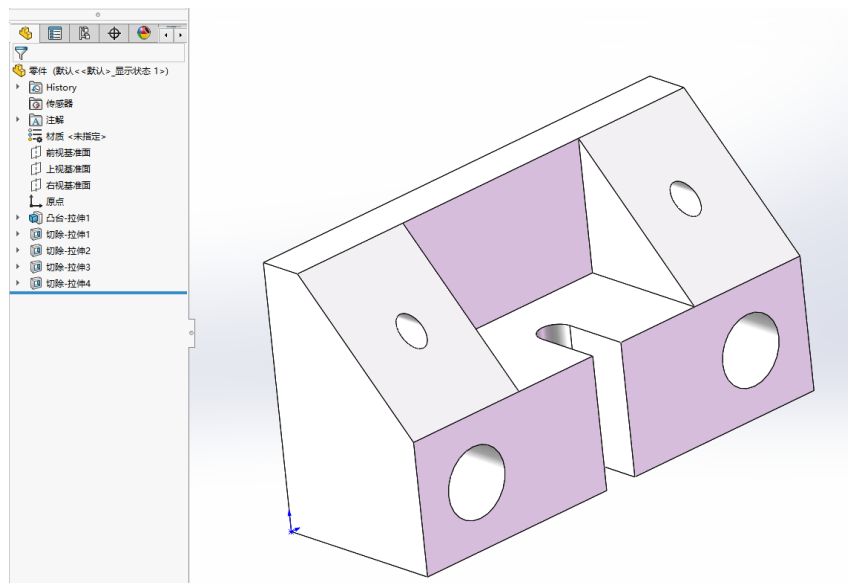 零件 (默认<<默认>_显示状态 1>)
History
传感器
注解
材质 <未指定>
前视基准面
上视基准面
右视基准面
原点
凸台-拉伸1
切除-拉伸1
切除-拉伸2
切除-拉伸3
切除-拉伸4